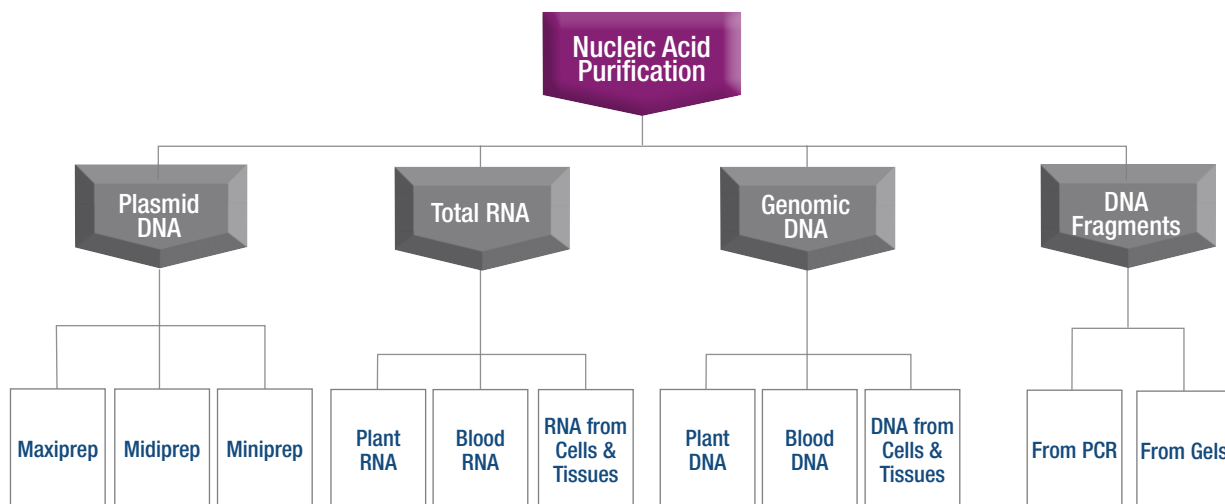 Nucleic Acid
Purification
Plasmid
DNA
Total RNA
Genomic
DNA
DNA
Fragments
Maxiprep
Midiprep
Miniprep
Plant
RNA
Blood
RNA
RNA from
Cells &
Tissues
Plant
DNA
Blood
DNA
DNA from
Cells &
Tissues
From PCR
From Gels